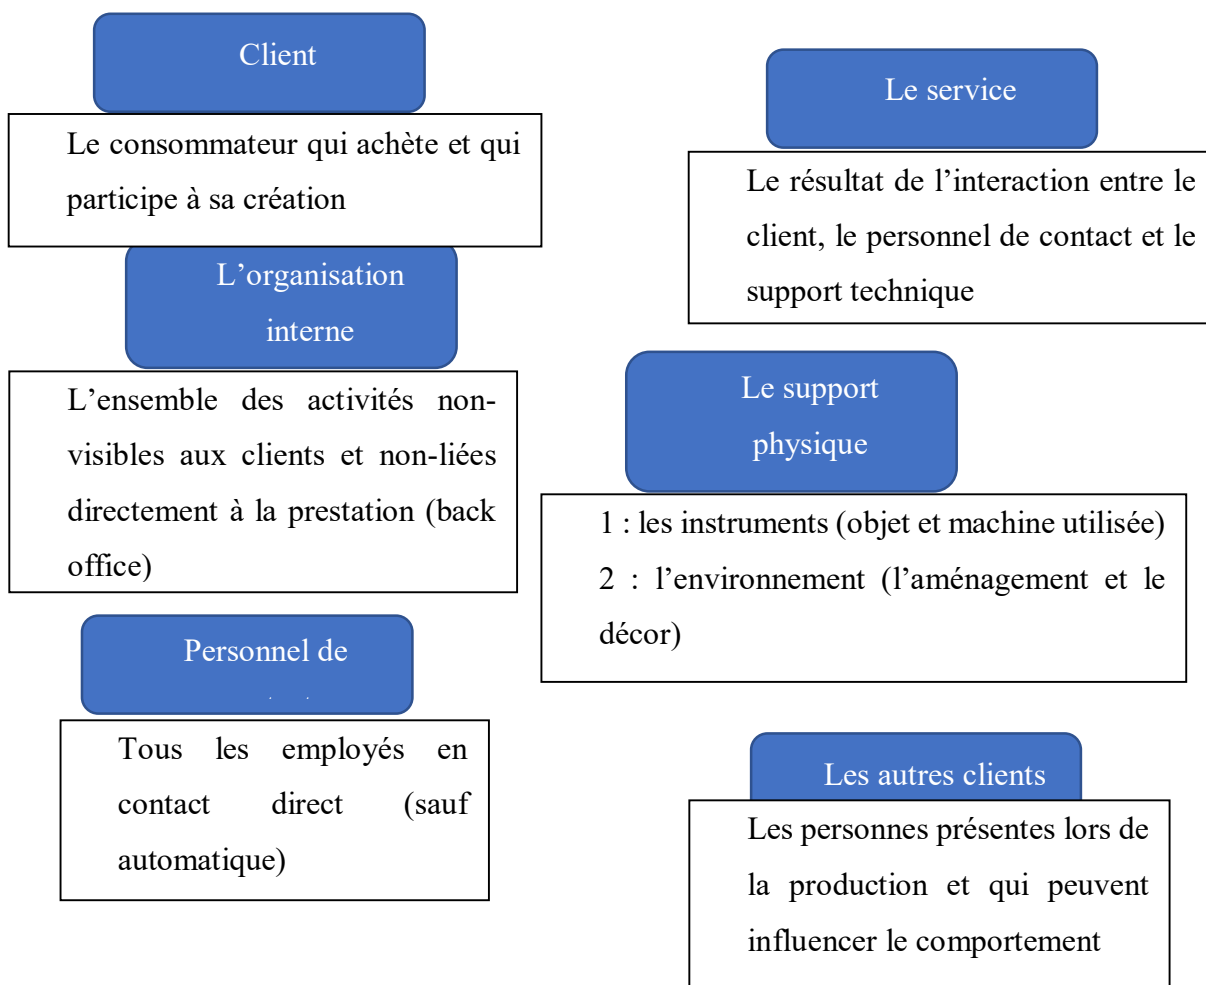 Client
Le consommateur qui achète et qui
participe à sa création
L’organisation
interne
L’ensemble des activités non-
visibles aux clients et non-liées
directement à la prestation (back
office)
Personnel de
Tous les employés en
contact direct (sauf
automatique)
Le service
Le résultat de l’interaction entre le
client, le personnel de contact et le
support technique
Le support
physique
1 : les instruments (objet et machine utilisée)
2 : l’environnement (l’aménagement et le
décor)
Les autres clients
Les personnes présentes lors de
la production et qui peuvent
influencer le comportement